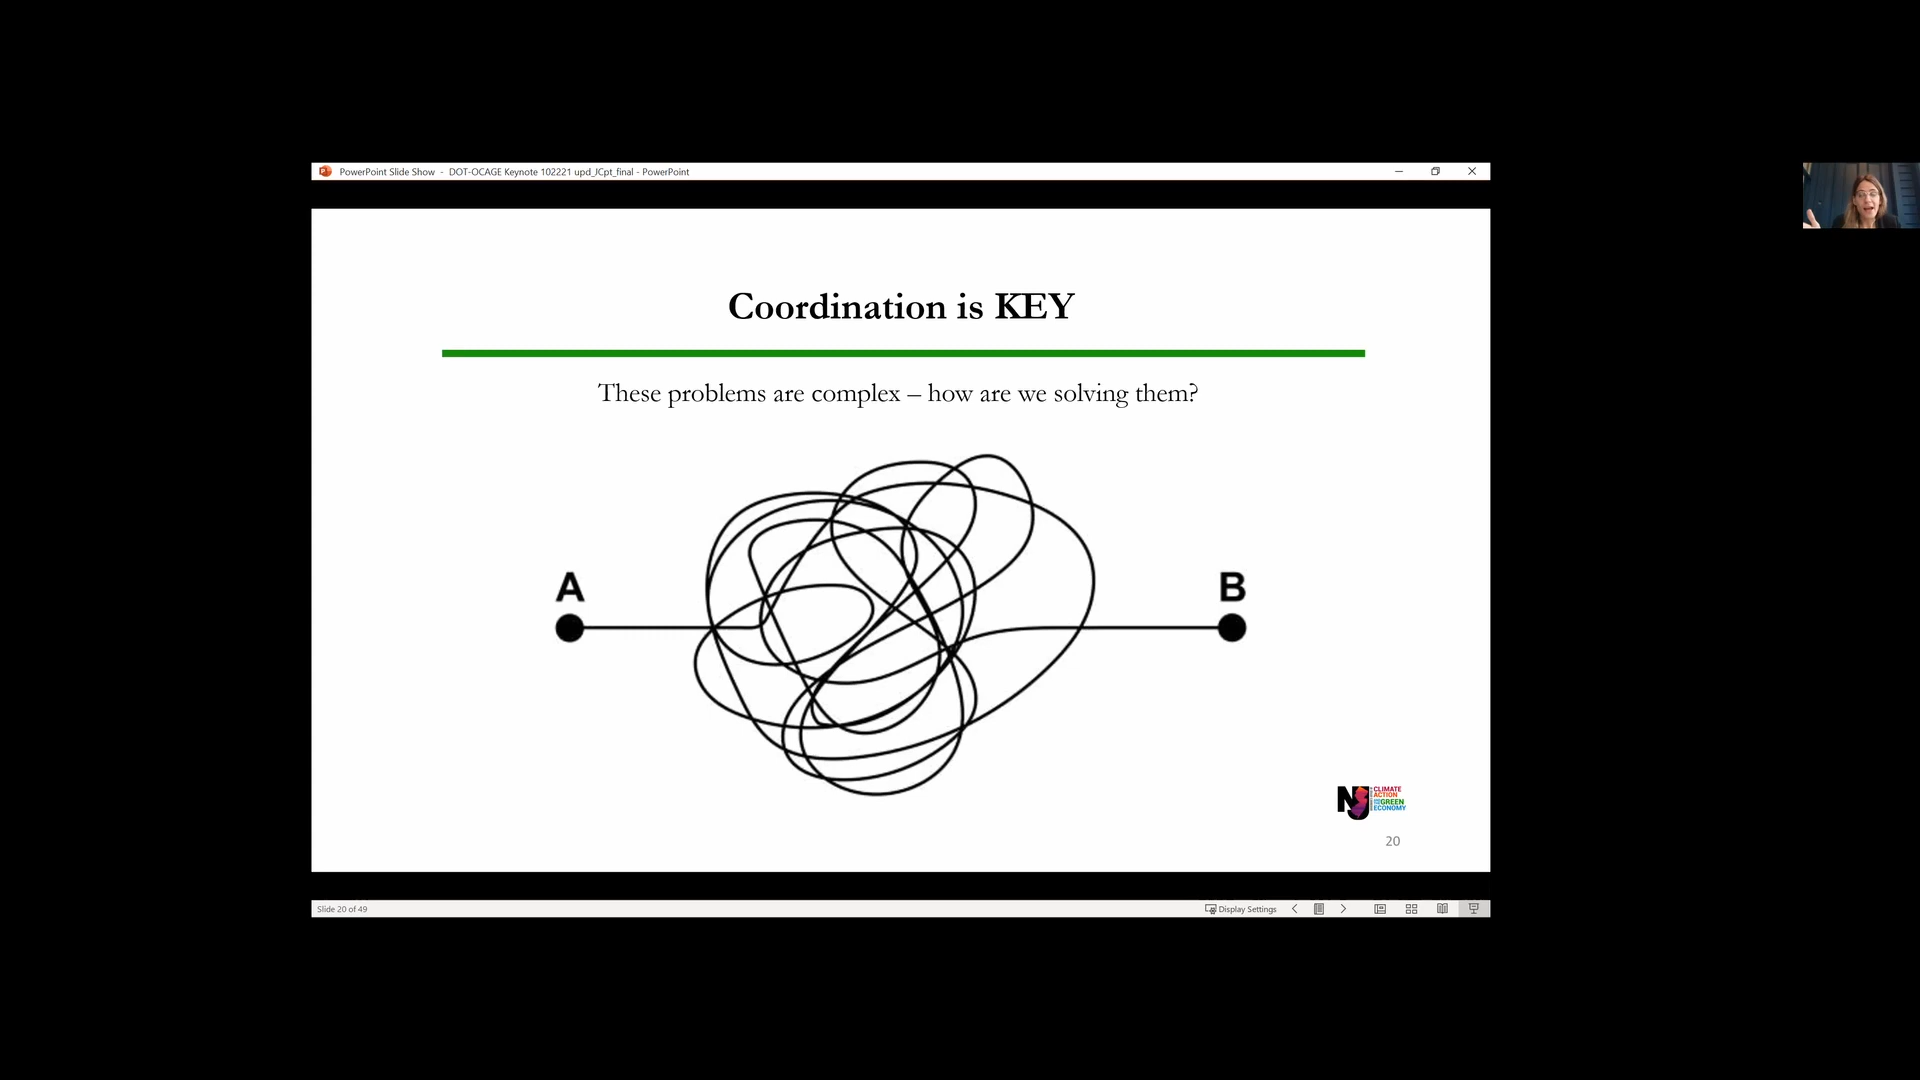 PowerPoint Slide Show - DOT-OCAGE Keynote 102221 upd_JCpt_final - PowerPoint
Coordination is KEY
These problems are complex – how are we solving them?
A
B
NJ
CLIMATE
ACTION
GREEN
ECONOMY
20
Slide 20 of 49
Display Settings